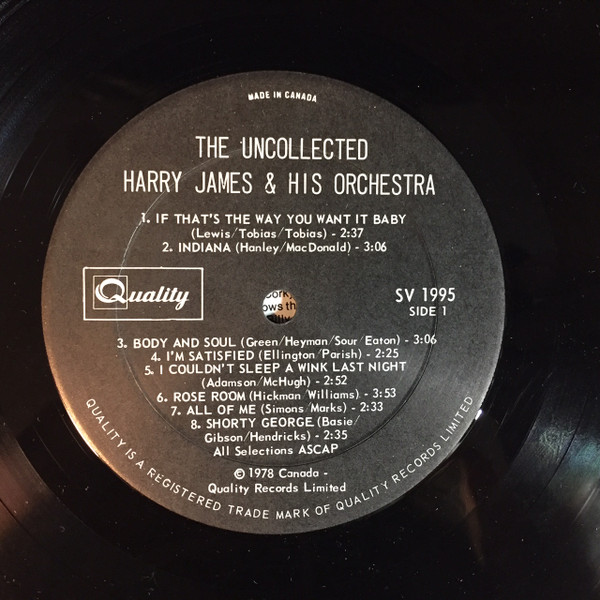 MADE IN CANADA
THE UNCOLLECTED
HARRY JAMES & HIS ORCHESTRA
1. IF THAT'S THE WAY YOU WANT IT BABY
(Lewis/Tobias/Tobias) - 2:37
2. INDIANA (Hanley/MacDonald) - 3:06
Quality
SV 1995
SIDE 1
ows th
3. BODY AND SOUL (Green/Heyman/Sour/Eaton) - 3:06
4. I'M SATISFIED (Ellington/Parish) - 2:25
5. I COULDN'T SLEEP A WINK LAST NIGHT
(Adamson/McHugh) - 2:52
6. ROSE ROOM (Hickman/Williams) - 3:53
7. ALL OF ME (Simons/Marks) - 2:33
8. SHORTY GEORGE (Basie/
Gibson/Hendricks) - 2:35
All Selections ASCAP
℗ 1978 Canada -
Quality Records Limited
QUALITY IS A REGISTERED TRADE MARK OF QUALITY RECORDS LIMITED